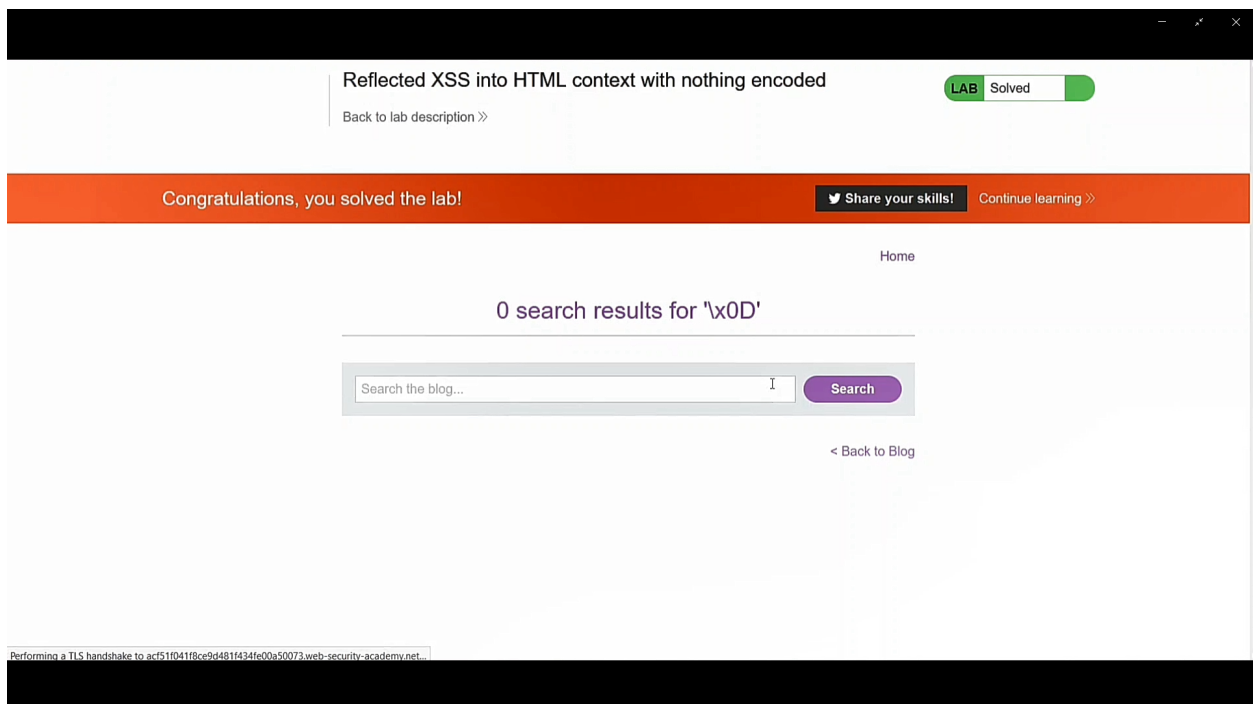 Reflected XSS into HTML context with nothing encoded
LAB Solved
Back to lab description >>
Congratulations, you solved the lab!
Share your skills!
Continue learning >>
Home
0 search results for '\x0D'
Search the blog...
Search
< Back to Blog
Performing a TLS handshake to acf51f041f8ce9d481f434fe00a50073.web-security-academy.net...